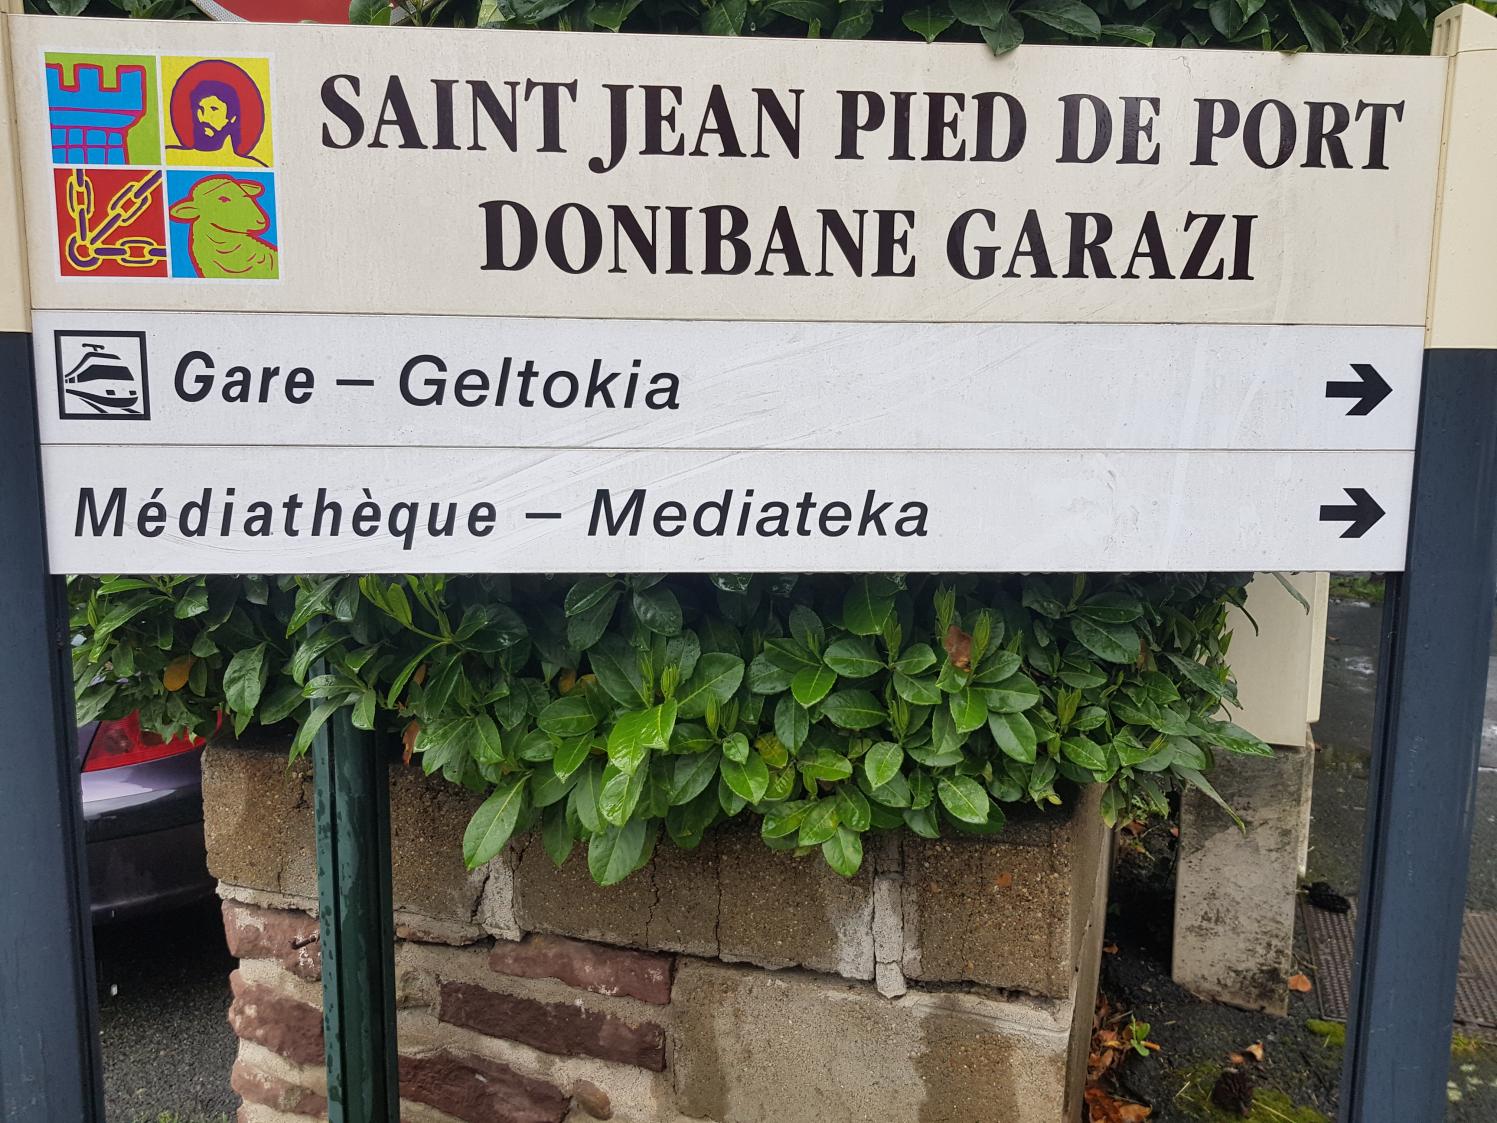 SAINT JEAN PIED DE PORT
DONIBANE GARAZI
Gare – Geltokia
Médiathèque – Mediateka